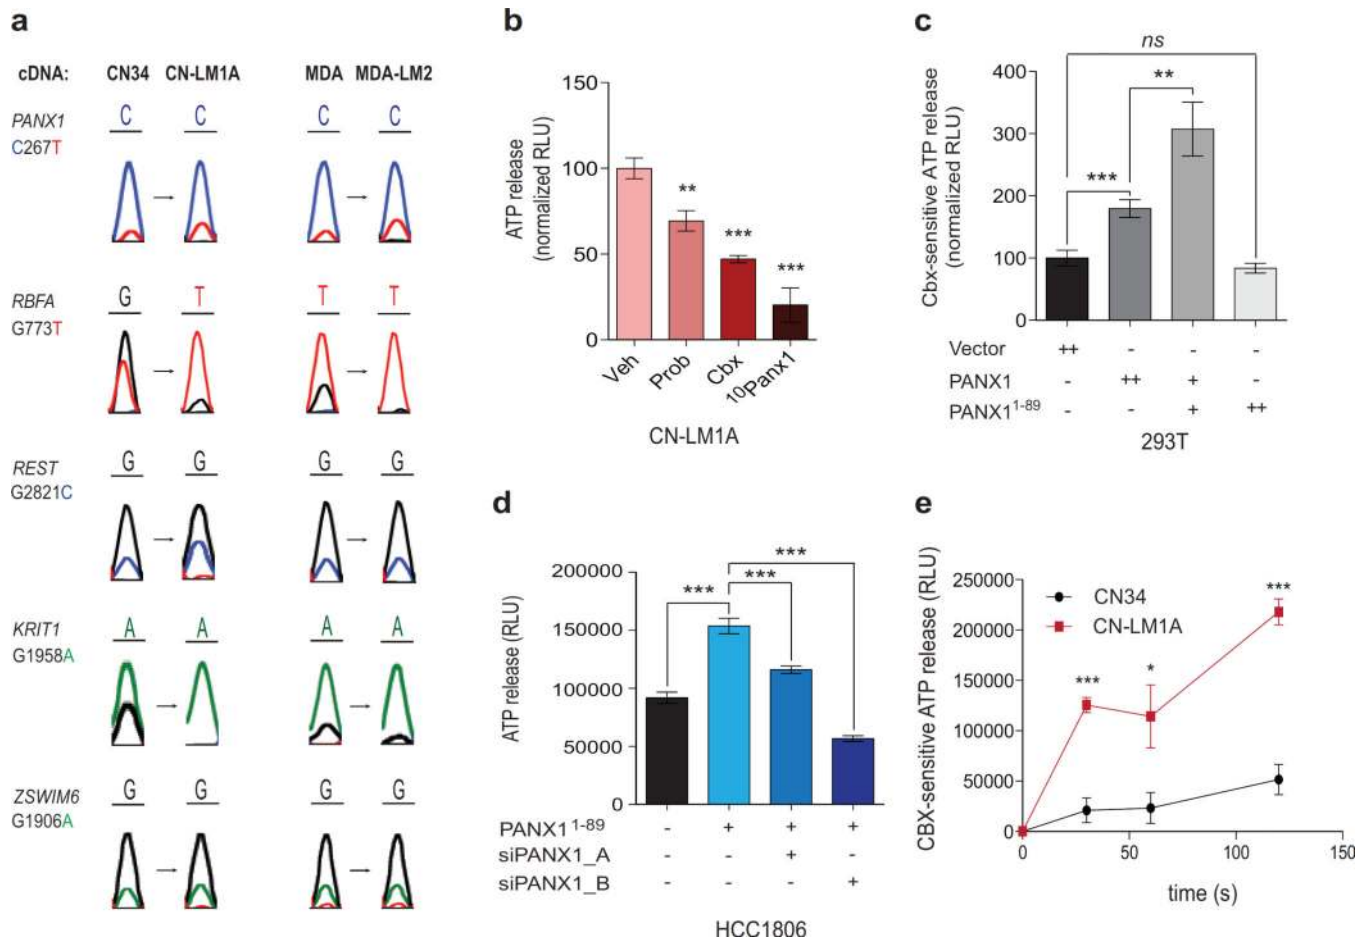 a
cDNA: CN34 CN-LM1A MDA MDA-LM2
PANX1
C267T
C C C C
RBFA
G773T
G T T T
REST
G2821C
G G G G
KRIT1
G1958A
A A A A
ZSWIM6
G1906A
G G G G
b
ATP release
(normalized RLU)
150
100
50
0
**
***
***
Veh Prob Cbx ¹⁰Panx1
CN-LM1A
c
Cbx-sensitive ATP release
(normalized RLU)
400
300
200
100
0
ns
**
***
Vector ++ - - -
PANX1 - ++ + -
PANX1¹⁻⁸⁹ - - + ++
293T
d
ATP release (RLU)
200000
150000
100000
50000
0
***
***
***
PANX1¹⁻⁸⁹ - + + +
siPANX1_A - - + -
siPANX1_B - - - +
HCC1806
e
CBX-sensitive ATP release (RLU)
250000
200000
150000
100000
50000
0
CN34
CN-LM1A
***
*
***
0 50 100 150
time (s)